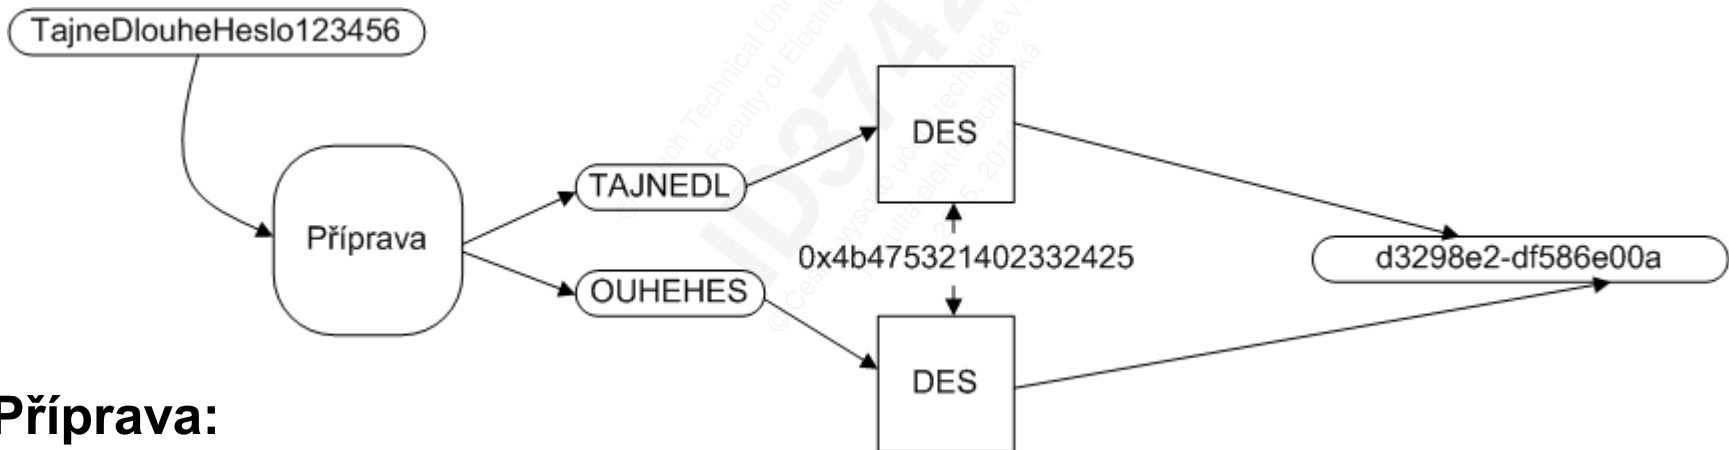 TajneDlouheHeslo123456
DES
TAJNEDL
Příprava
0x4b475321402332425
d3298e2-df586e00a
OUHEHES
DES
Příprava: